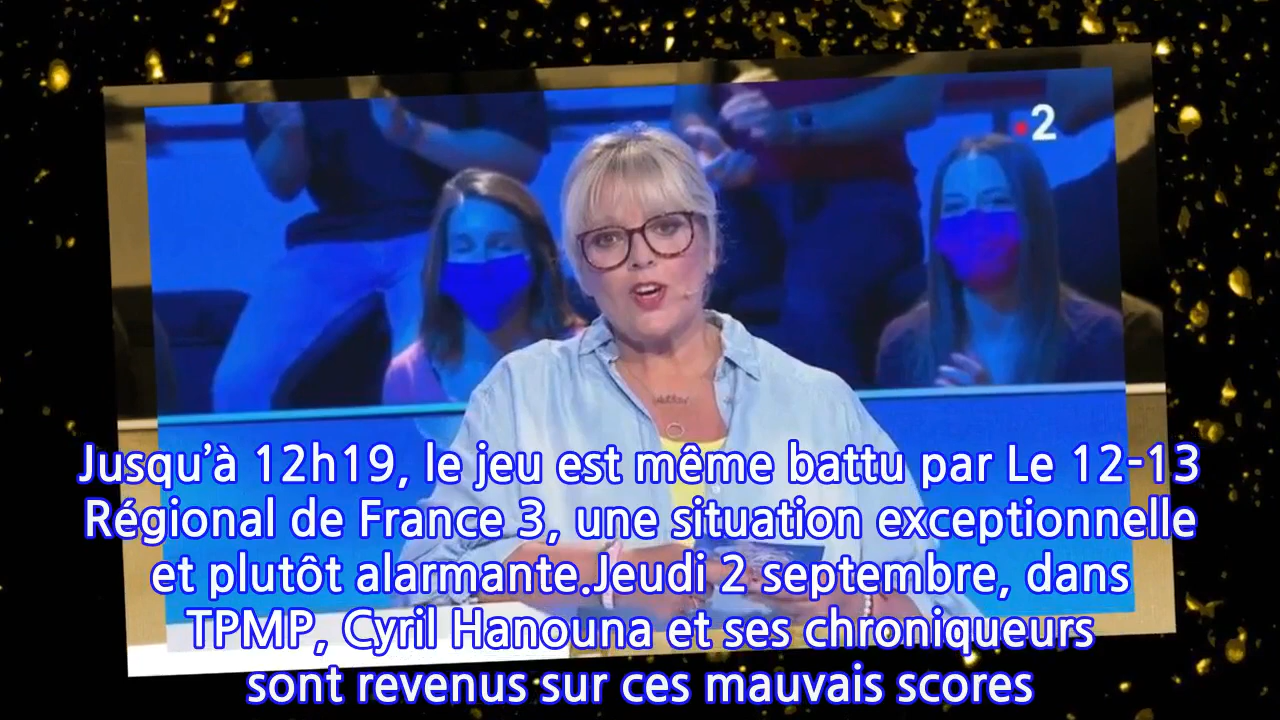 2
Jusqu’à 12h19, le jeu est même battu par Le 12-13
Régional de France 3, une situation exceptionnelle
et plutôt alarmante.Jeudi 2 septembre, dans
TPMP, Cyril Hanouna et ses chroniqueurs
sont revenus sur ces mauvais scores